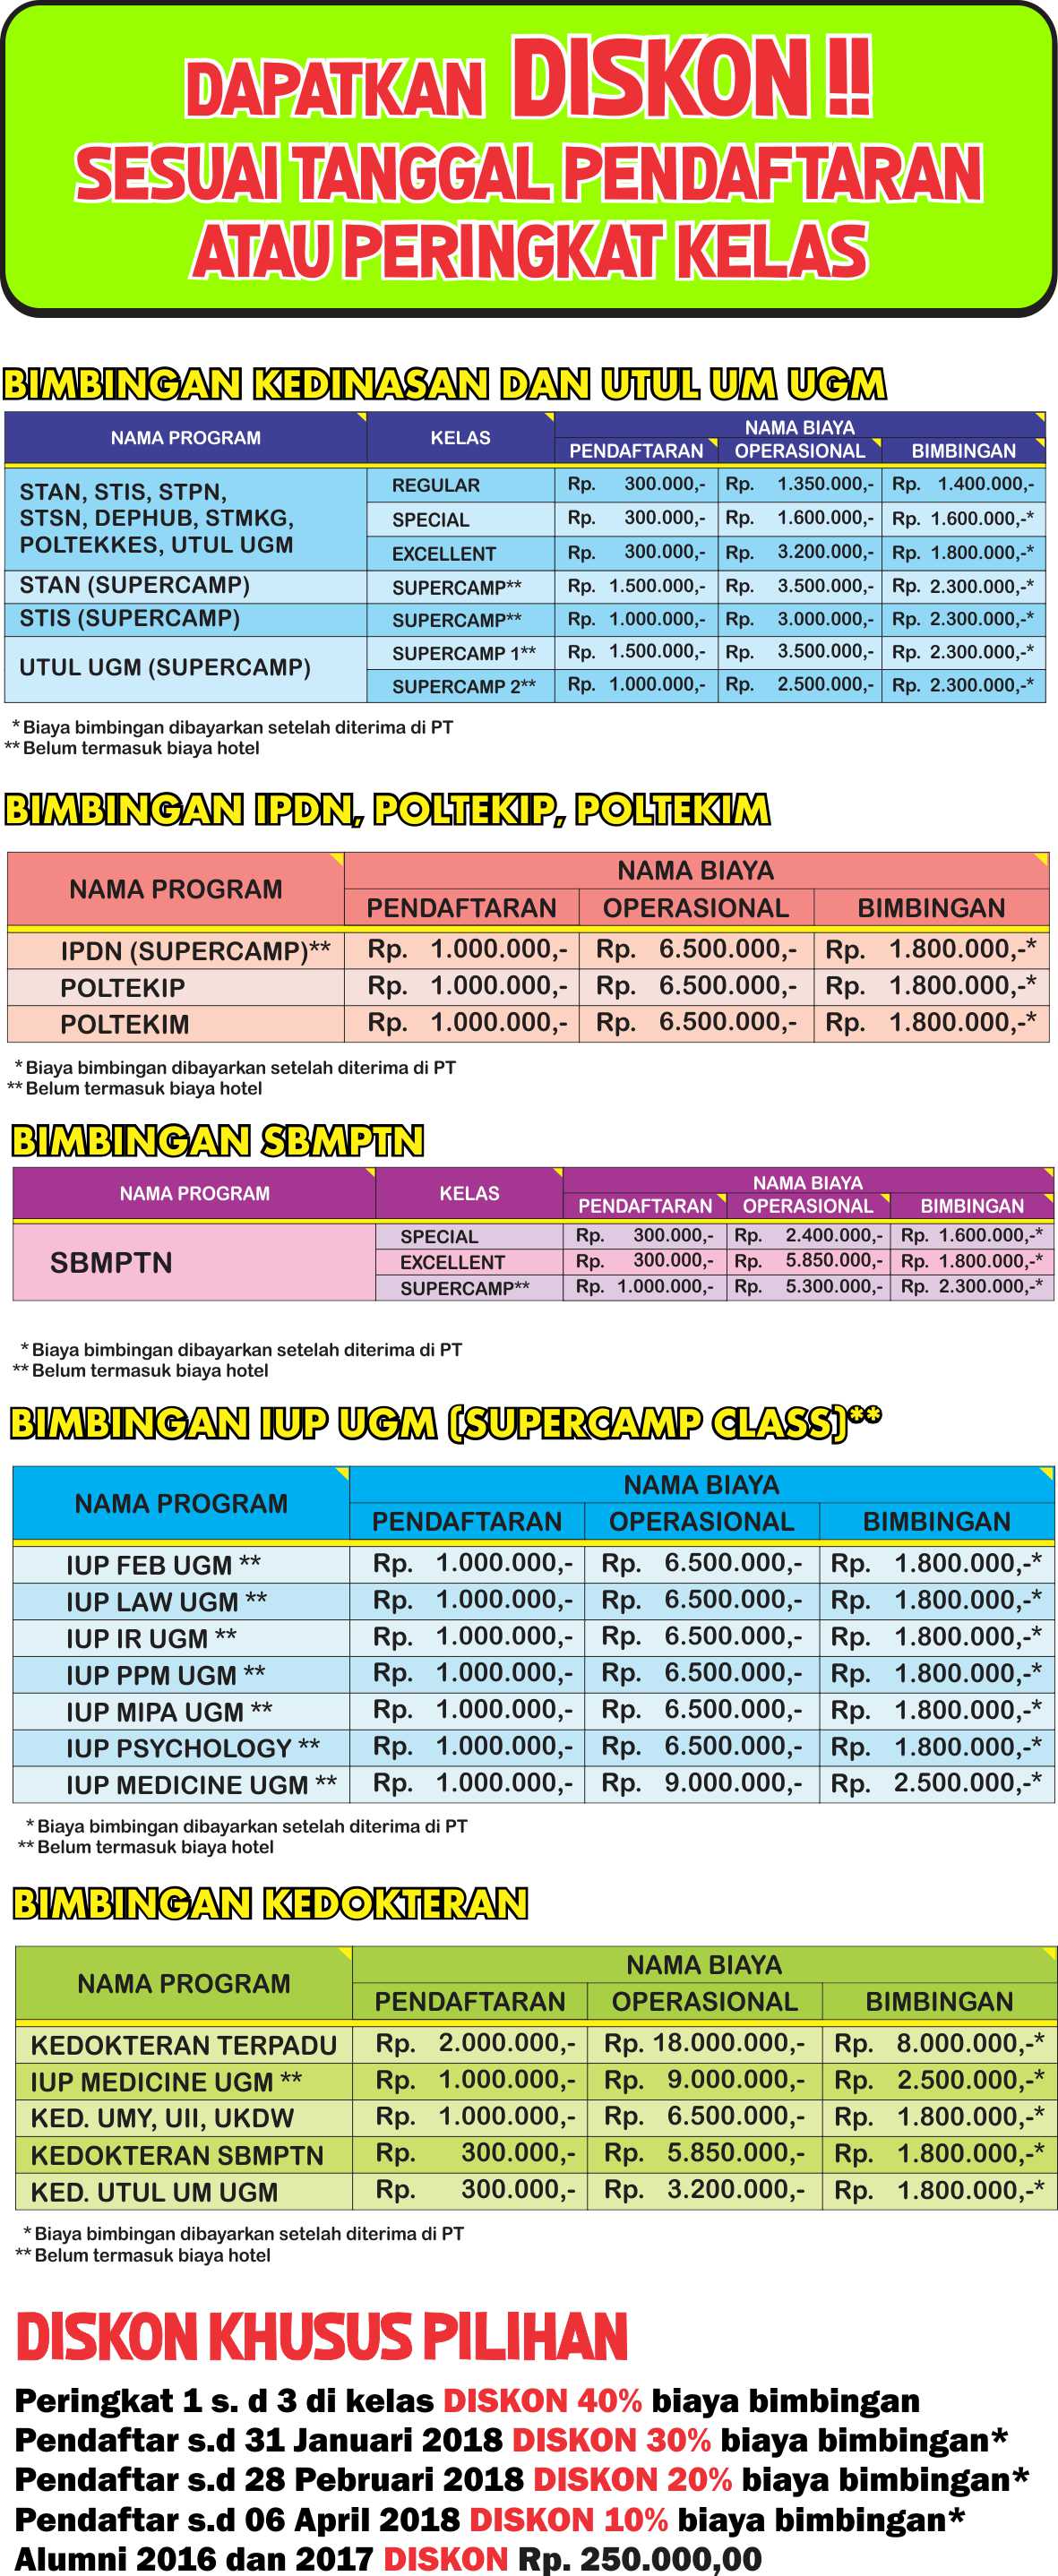 DAPATKAN DISKON !!
SESUAI TANGGAL PENDAFTARAN
ATAU PERINGKAT KELAS
BIMBINGAN KEDINASAN DAN UTUL UM UGM
NAMA PROGRAM KELAS NAMA BIAYA
PENDAFTARAN OPERASIONAL BIMBINGAN
STAN, STIS, STPN, REGULAR Rp. 300.000,- Rp. 1.350.000,- Rp. 1.400.000,-
STSN, DEPHUB, STMKG, SPECIAL Rp. 300.000,- Rp. 1.600.000,- Rp. 1.600.000,-*
POLTEKKES, UTUL UGM EXCELLENT Rp. 300.000,- Rp. 3.200.000,- Rp. 1.800.000,-*
STAN (SUPERCAMP) SUPERCAMP** Rp. 1.500.000,- Rp. 3.500.000,- Rp. 2.300.000,-*
STIS (SUPERCAMP) SUPERCAMP** Rp. 1.000.000,- Rp. 3.000.000,- Rp. 2.300.000,-*
UTUL UGM (SUPERCAMP) SUPERCAMP 1** Rp. 1.500.000,- Rp. 3.500.000,- Rp. 2.300.000,-*
SUPERCAMP 2** Rp. 1.000.000,- Rp. 2.500.000,- Rp. 2.300.000,-*
* Biaya bimbingan dibayarkan setelah diterima di PT
** Belum termasuk biaya hotel
BIMBINGAN IPDN, POLTEKIP, POLTEKIM
NAMA PROGRAM NAMA BIAYA
PENDAFTARAN OPERASIONAL BIMBINGAN
IPDN (SUPERCAMP)** Rp. 1.000.000,- Rp. 6.500.000,- Rp. 1.800.000,-*
POLTEKIP Rp. 1.000.000,- Rp. 6.500.000,- Rp. 1.800.000,-*
POLTEKIM Rp. 1.000.000,- Rp. 6.500.000,- Rp. 1.800.000,-*
* Biaya bimbingan dibayarkan setelah diterima di PT
** Belum termasuk biaya hotel
BIMBINGAN SBMPTN
NAMA PROGRAM KELAS NAMA BIAYA
PENDAFTARAN OPERASIONAL BIMBINGAN
SBMPTN SPECIAL Rp. 300.000,- Rp. 2.400.000,- Rp. 1.600.000,-*
EXCELLENT Rp. 300.000,- Rp. 5.850.000,- Rp. 1.800.000,-*
SUPERCAMP** Rp. 1.000.000,- Rp. 5.300.000,- Rp. 2.300.000,-*
* Biaya bimbingan dibayarkan setelah diterima di PT
** Belum termasuk biaya hotel
BIMBINGAN IUP UGM (SUPERCAMP CLASS)**
NAMA PROGRAM NAMA BIAYA
PENDAFTARAN OPERASIONAL BIMBINGAN
IUP FEB UGM ** Rp. 1.000.000,- Rp. 6.500.000,- Rp. 1.800.000,-*
IUP LAW UGM ** Rp. 1.000.000,- Rp. 6.500.000,- Rp. 1.800.000,-*
IUP IR UGM ** Rp. 1.000.000,- Rp. 6.500.000,- Rp. 1.800.000,-*
IUP PPM UGM ** Rp. 1.000.000,- Rp. 6.500.000,- Rp. 1.800.000,-*
IUP MIPA UGM ** Rp. 1.000.000,- Rp. 6.500.000,- Rp. 1.800.000,-*
IUP PSYCHOLOGY ** Rp. 1.000.000,- Rp. 6.500.000,- Rp. 1.800.000,-*
IUP MEDICINE UGM ** Rp. 1.000.000,- Rp. 9.000.000,- Rp. 2.500.000,-*
* Biaya bimbingan dibayarkan setelah diterima di PT
** Belum termasuk biaya hotel
BIMBINGAN KEDOKTERAN
NAMA PROGRAM NAMA BIAYA
PENDAFTARAN OPERASIONAL BIMBINGAN
KEDOKTERAN TERPADU Rp. 2.000.000,- Rp. 18.000.000,- Rp. 8.000.000,-*
IUP MEDICINE UGM ** Rp. 1.000.000,- Rp. 9.000.000,- Rp. 2.500.000,-*
KED. UMY, UII, UKDW Rp. 1.000.000,- Rp. 6.500.000,- Rp. 1.800.000,-*
KEDOKTERAN SBMPTN Rp. 300.000,- Rp. 5.850.000,- Rp. 1.800.000,-*
KED. UTUL UM UGM Rp. 300.000,- Rp. 3.200.000,- Rp. 1.800.000,-*
* Biaya bimbingan dibayarkan setelah diterima di PT
** Belum termasuk biaya hotel
DISKON KHUSUS PILIHAN
Peringkat 1 s. d 3 di kelas DISKON 40% biaya bimbingan
Pendaftar s.d 31 Januari 2018 DISKON 30% biaya bimbingan*
Pendaftar s.d 28 Pebruari 2018 DISKON 20% biaya bimbingan*
Pendaftar s.d 06 April 2018 DISKON 10% biaya bimbingan*
Alumni 2016 dan 2017 DISKON Rp. 250.000,00